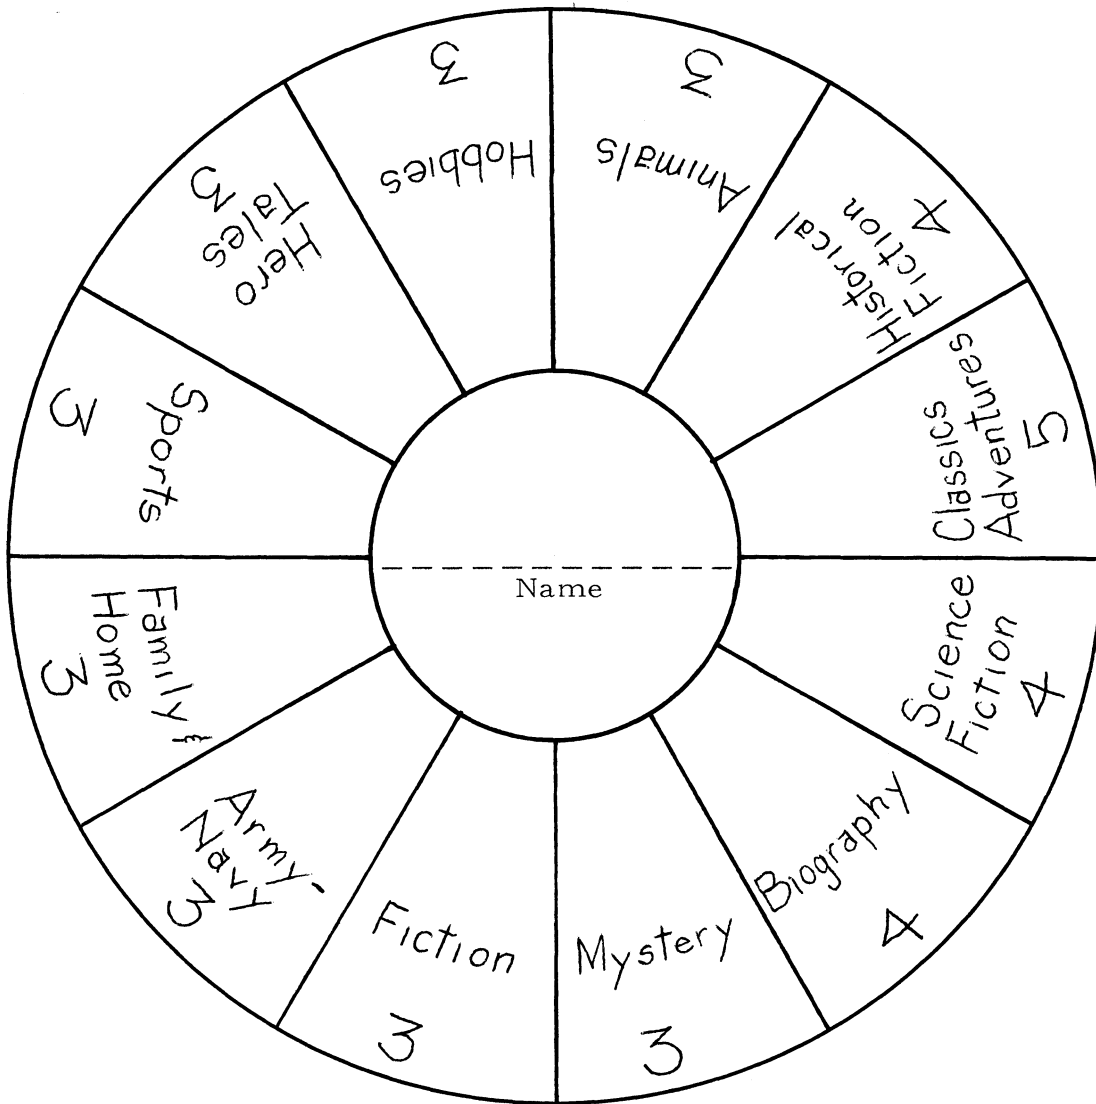 Hobbies
3
Animals
3
Historical
Fiction
4
Classics
Adventures
5
Science
Fiction
4
Biography
4
Mystery
3
Fiction
3
Army-
Navy
3
Family &
Home
3
Sports
3
Hero
Tales
3
Name